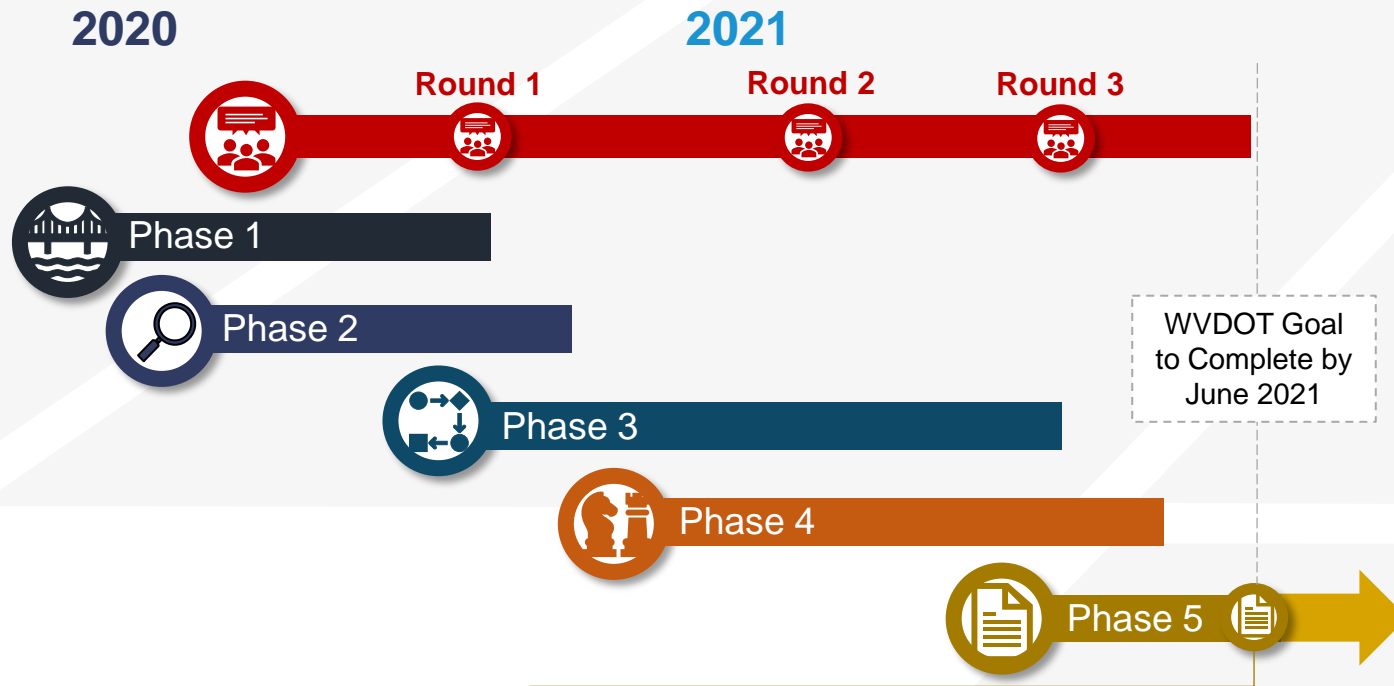 2020
2021
Round 1
Round 2
Round 3
Phase 1
Phase 2
WVDOT Goal
to Complete by
June 2021
Phase 3
Phase 4
Phase 5